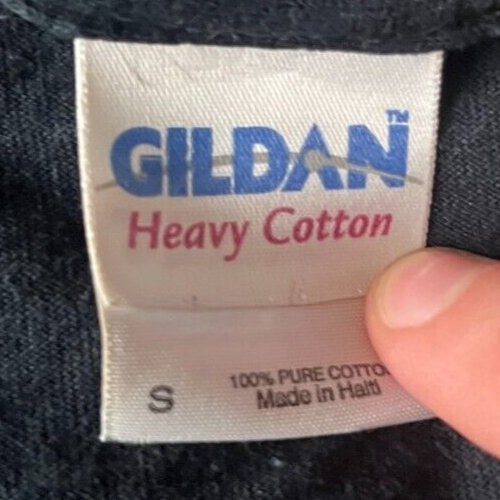 GILDAN™
Heavy Cotton
S
100% PURE COTTO
Made in Haiti